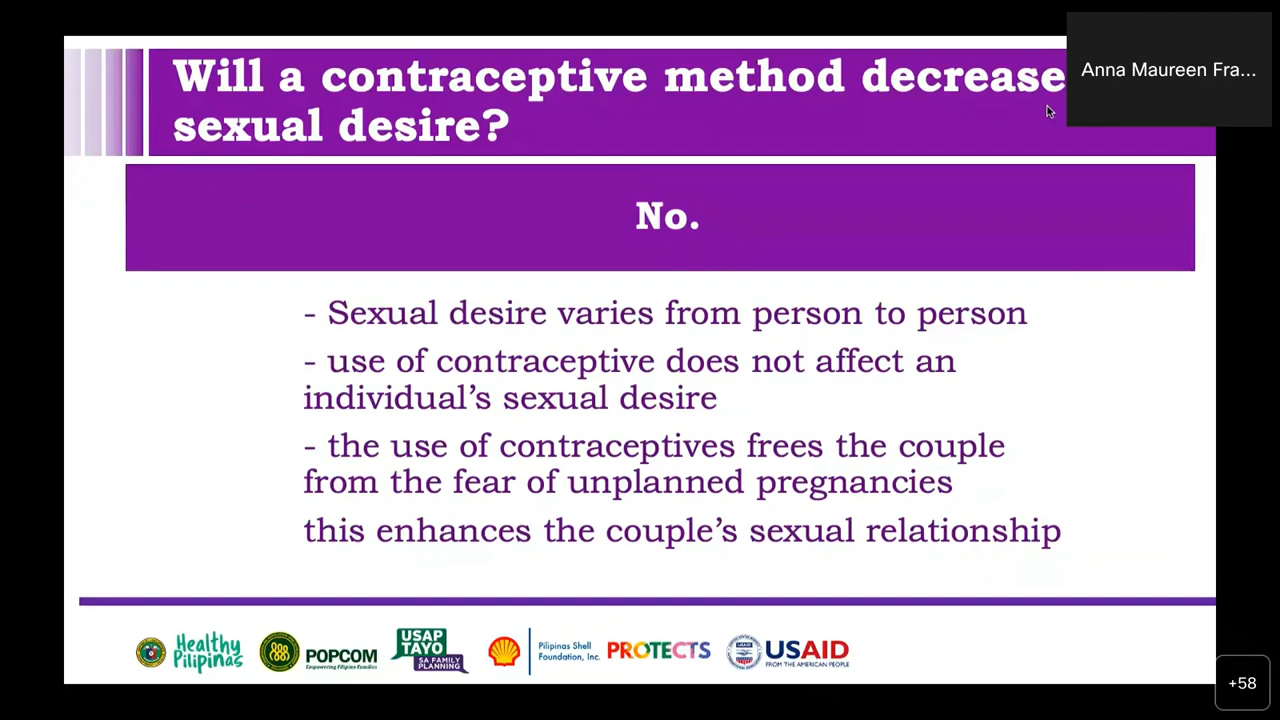 Will a contraceptive method decrease
sexual desire?
Anna Maureen Fra...
No.
- Sexual desire varies from person to person
- use of contraceptive does not affect an
individual's sexual desire
- the use of contraceptives frees the couple
from the fear of unplanned pregnancies
this enhances the couple's sexual relationship
Healthy
Pilipinas
POPCOM
Empowering Filipino Families
USAP
TAYO
SA FAMILY
PLANNING
Pilipinas Shell
Foundation, Inc.
PROTECTS
USAID
FROM THE AMERICAN PEOPLE
+58